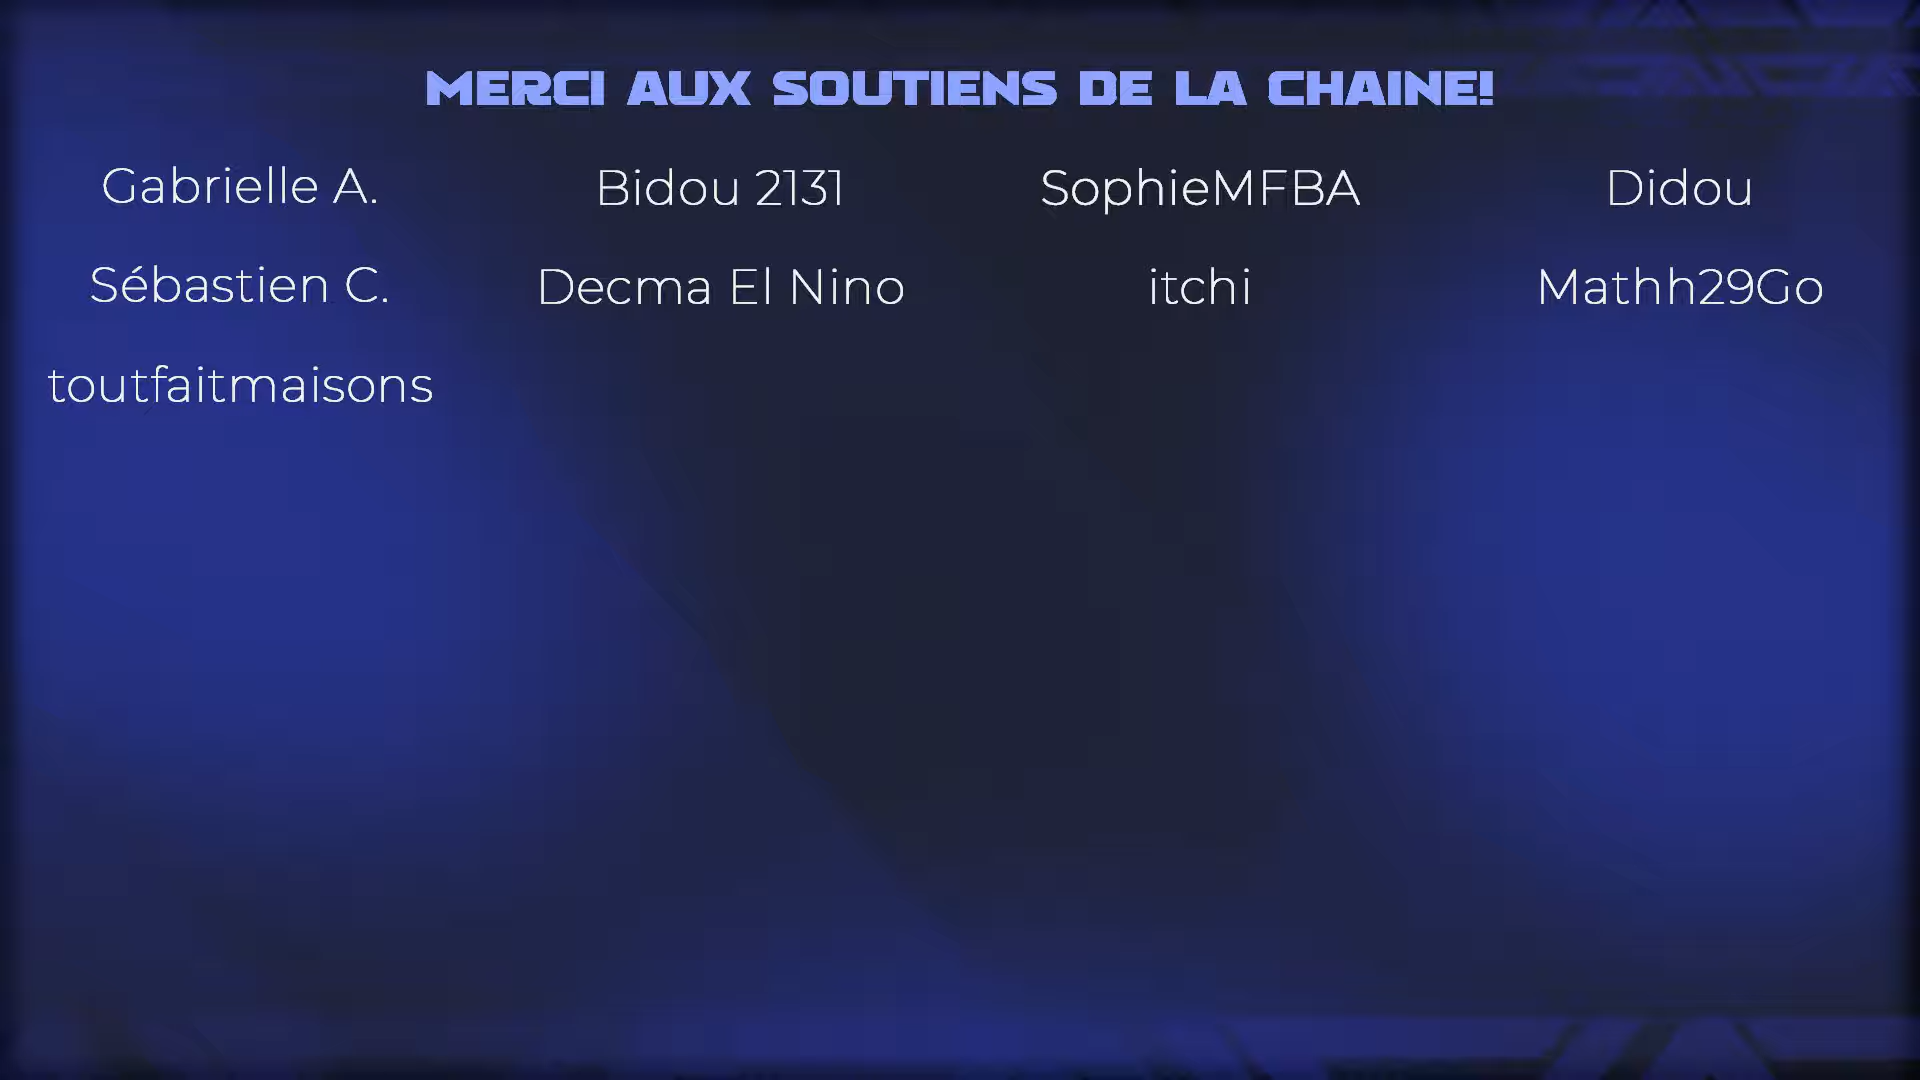 MERCI AUX SOUTIENS DE LA CHAINE!
Gabrielle A. Bidou 2131 SophieMFBA Didou
Sébastien C. Decma El Nino itchi Mathh29Go
toutfaitmaisons